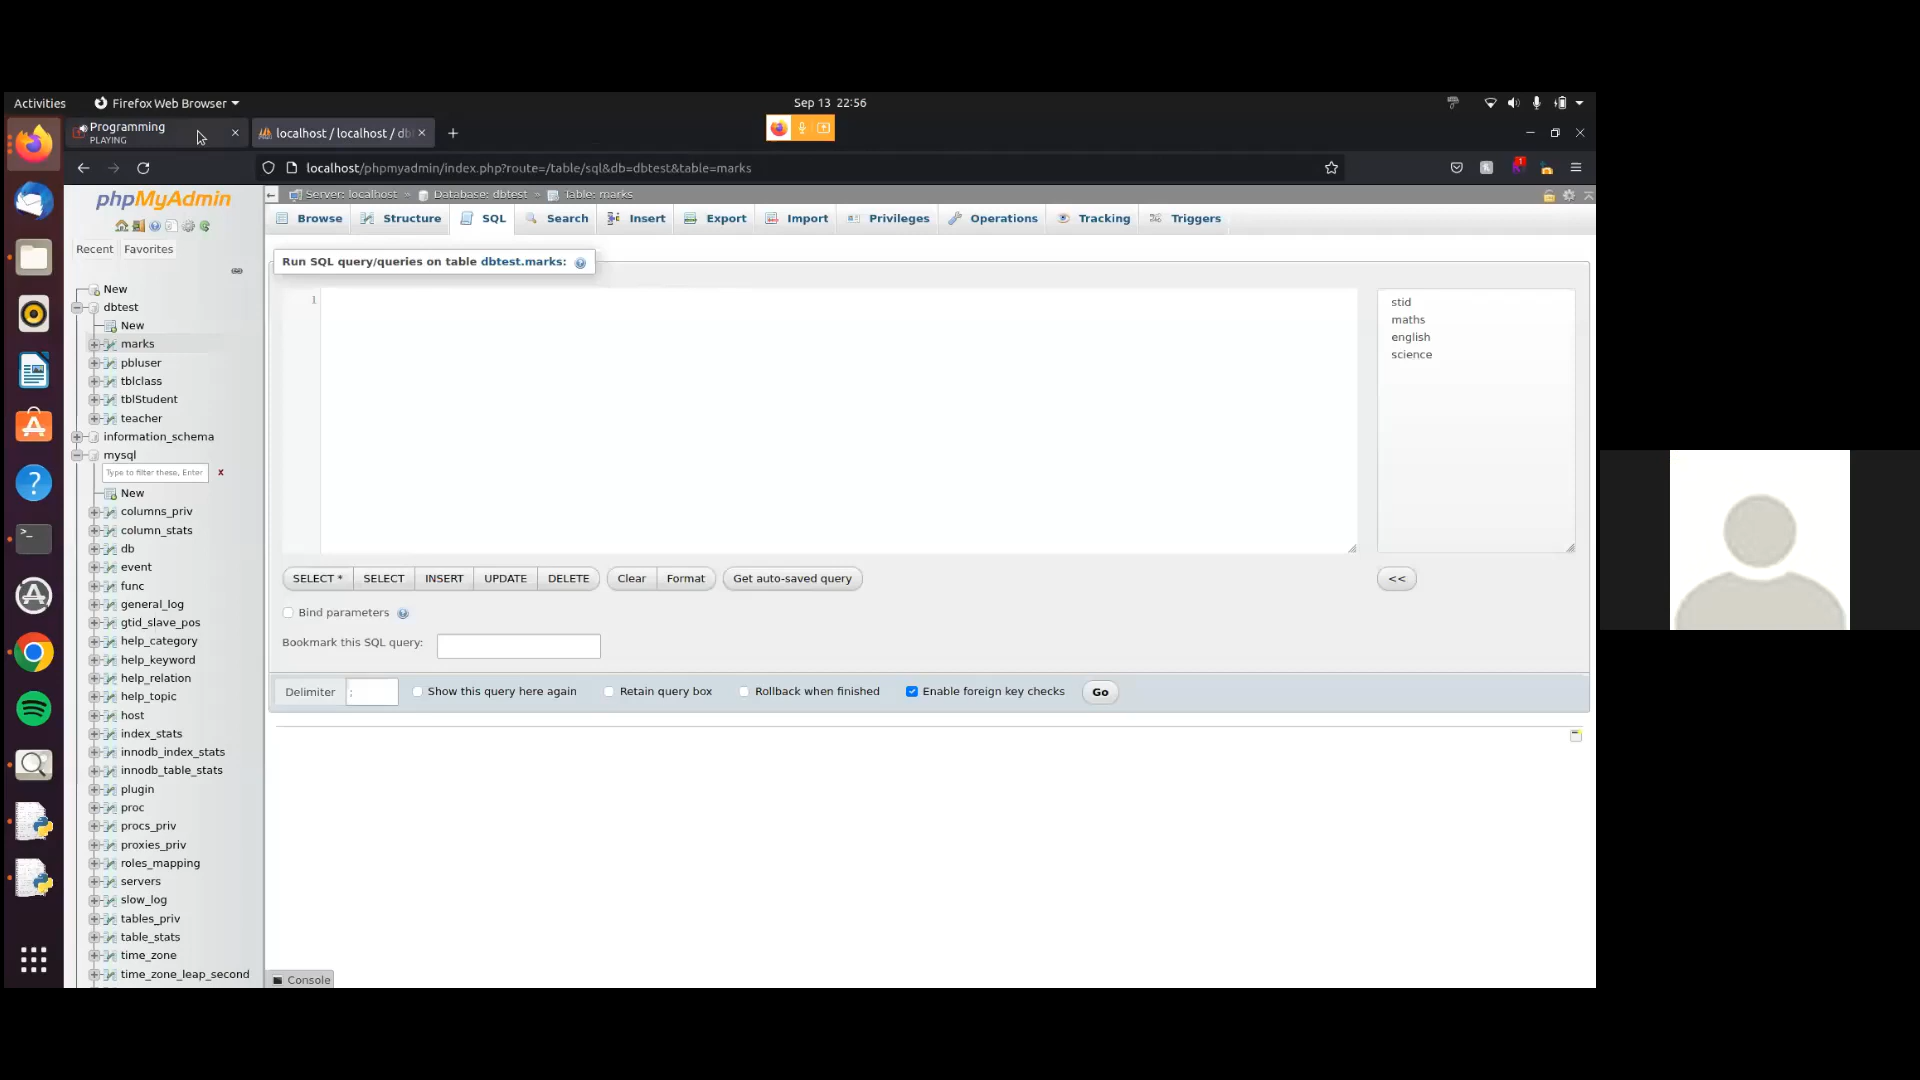 Activities Firefox Web Browser Sep 13 22:56
Programming
PLAYING
localhost / localhost / db
localhost/phpmyadmin/index.php?route=/table/sql&db=dbtest&table=marks
phpMyAdmin
Recent Favorites
New
dbtest
New
marks
pbluser
tblclass
tblStudent
teacher
information_schema
mysql
Type to filter these, Enter x
New
columns_priv
column_stats
db
event
func
general_log
gtid_slave_pos
help_category
help_keyword
help_relation
help_topic
host
index_stats
innodb_index_stats
innodb_table_stats
plugin
proc
procs_priv
proxies_priv
roles_mapping
servers
slow_log
tables_priv
table_stats
time_zone
time_zone_leap_second
Server: localhost » Database: dbtest » Table: marks
Browse Structure SQL Search Insert Export Import Privileges Operations Tracking Triggers
Run SQL query/queries on table dbtest.marks:
1
stid
maths
english
science
SELECT * SELECT INSERT UPDATE DELETE Clear Format Get auto-saved query <<
Bind parameters
Bookmark this SQL query:
Delimiter ; Show this query here again Retain query box Rollback when finished Enable foreign key checks Go
Console